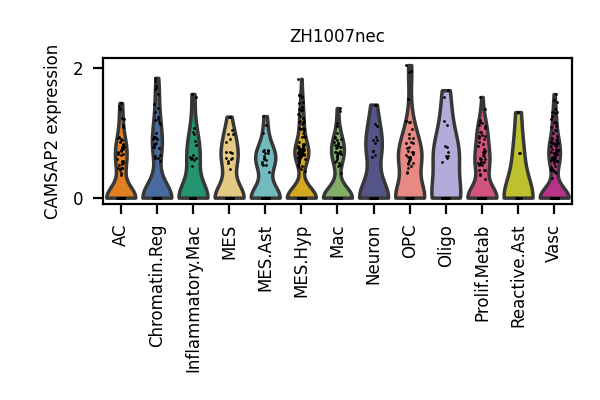 ZH1007nec
CAMSAP2 expression
2
0
AC
Chromatin.Reg
Inflammatory.Mac
MES
MES.Ast
MES.Hyp
Mac
Neuron
OPC
Oligo
Prolif.Metab
Reactive.Ast
Vasc